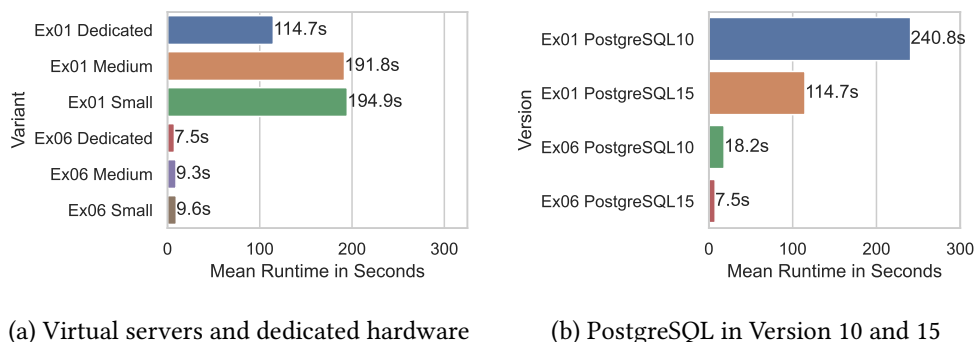 Variant
Ex01 Dedicated
114.7s
Ex01 Medium
191.8s
Ex01 Small
194.9s
Ex06 Dedicated
7.5s
Ex06 Medium
9.3s
Ex06 Small
9.6s
0 100 200 300
Mean Runtime in Seconds
(a) Virtual servers and dedicated hardware
Version
Ex01 PostgreSQL10
240.8s
Ex01 PostgreSQL15
114.7s
Ex06 PostgreSQL10
18.2s
Ex06 PostgreSQL15
7.5s
0 100 200 300
Mean Runtime in Seconds
(b) PostgreSQL in Version 10 and 15